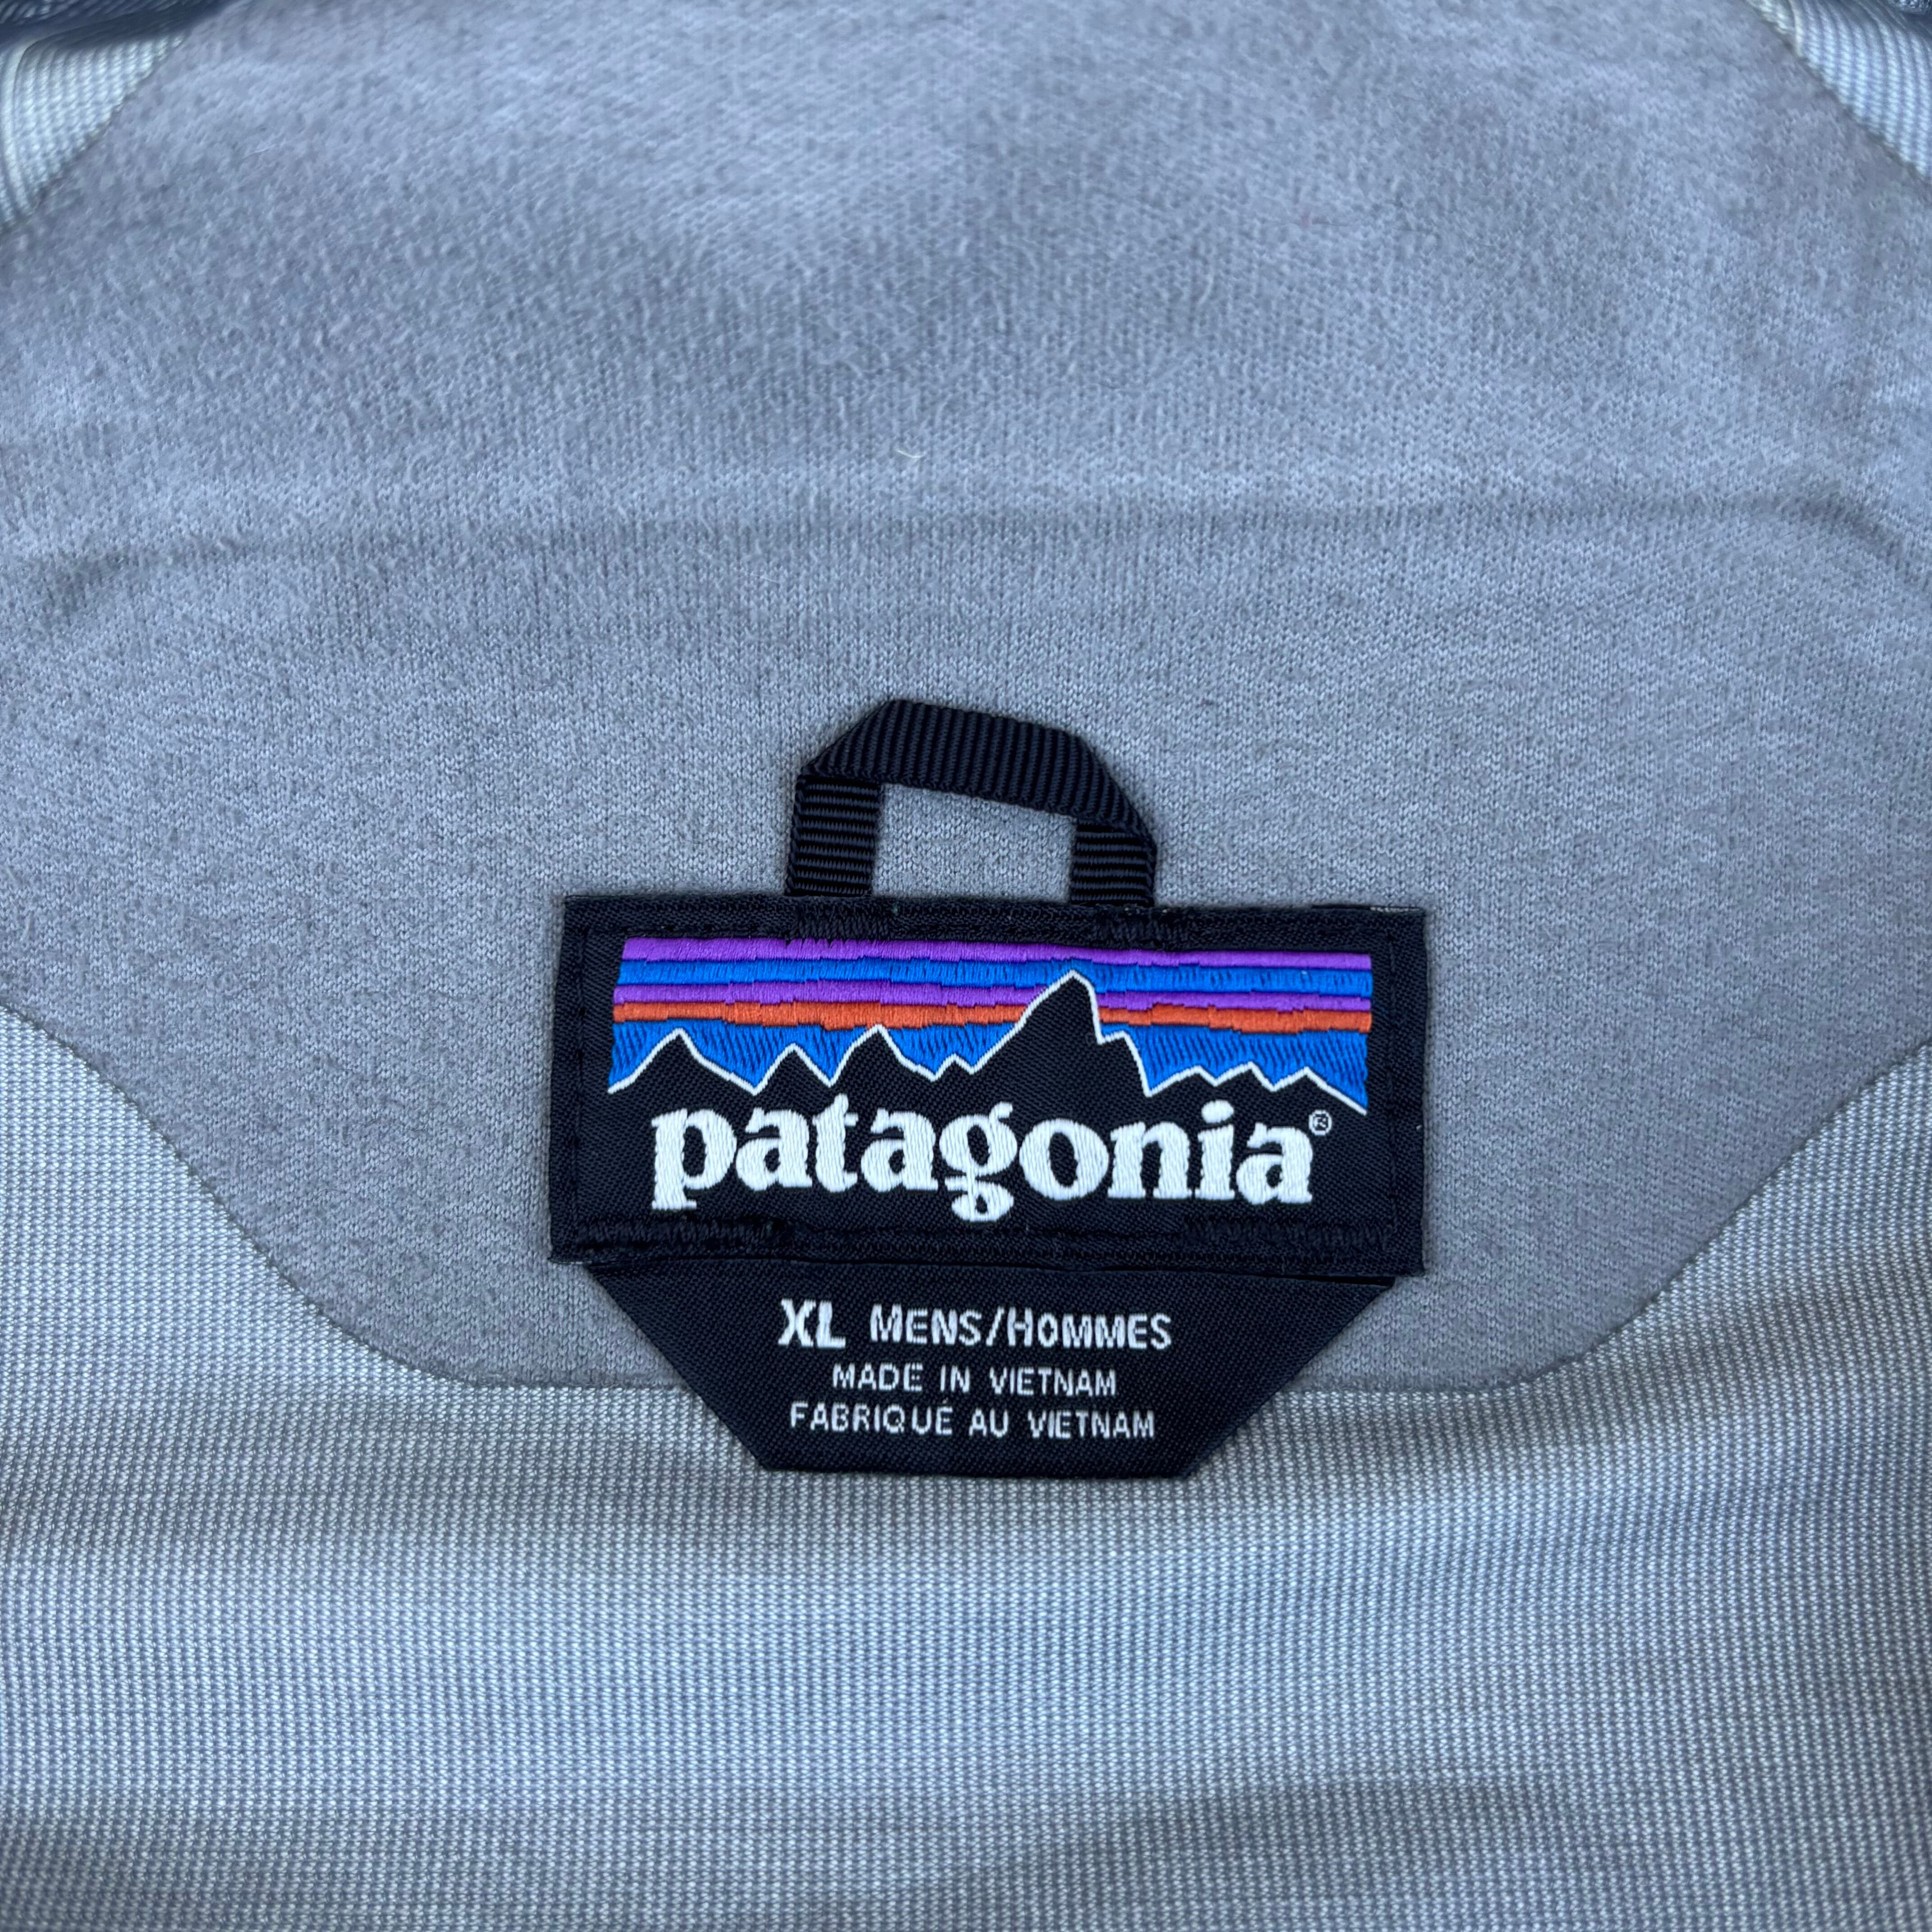 patagonia®
XL MENS/HOMMES
MADE IN VIETNAM
FABRIQUÉ AU VIETNAM